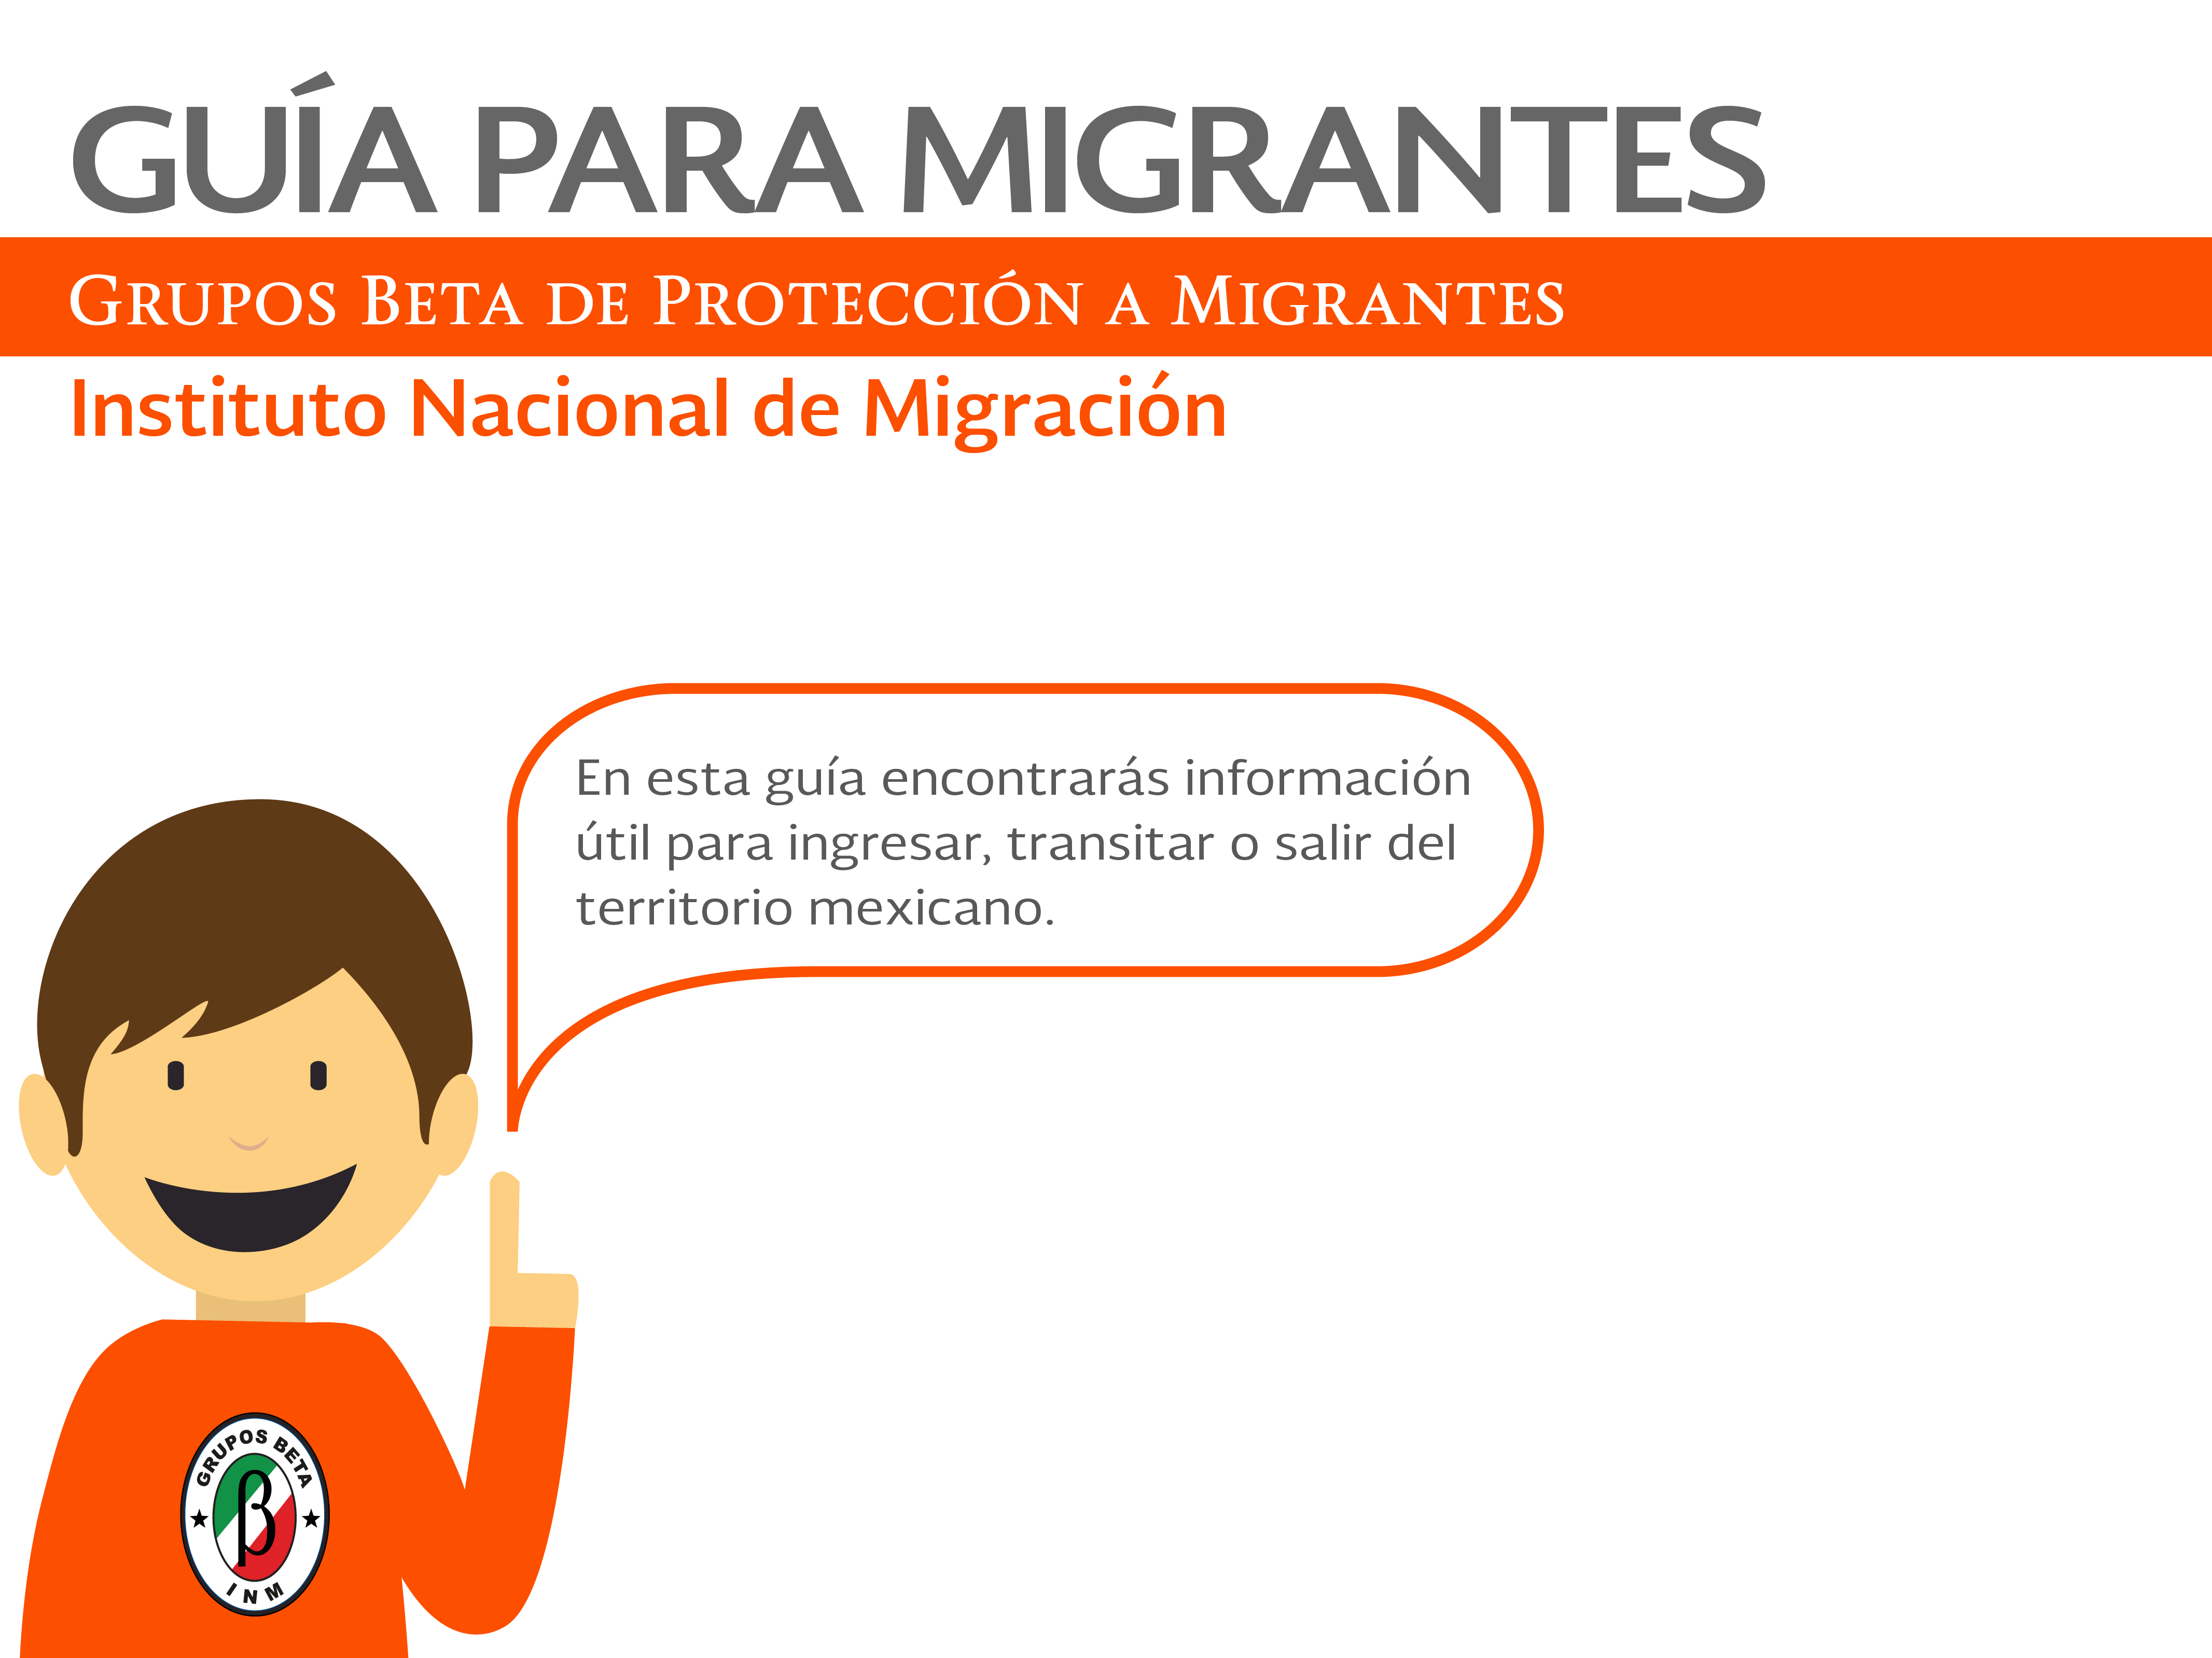 GUÍA PARA MIGRANTES
Grupos Beta de Protección a Migrantes
Instituto Nacional de Migración
En esta guía encontrarás información
útil para ingresar, transitar o salir del
territorio mexicano.
GRUPOS BETA
β
INM